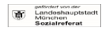 gefördert von der
Landeshauptstadt
München
Sozialreferat